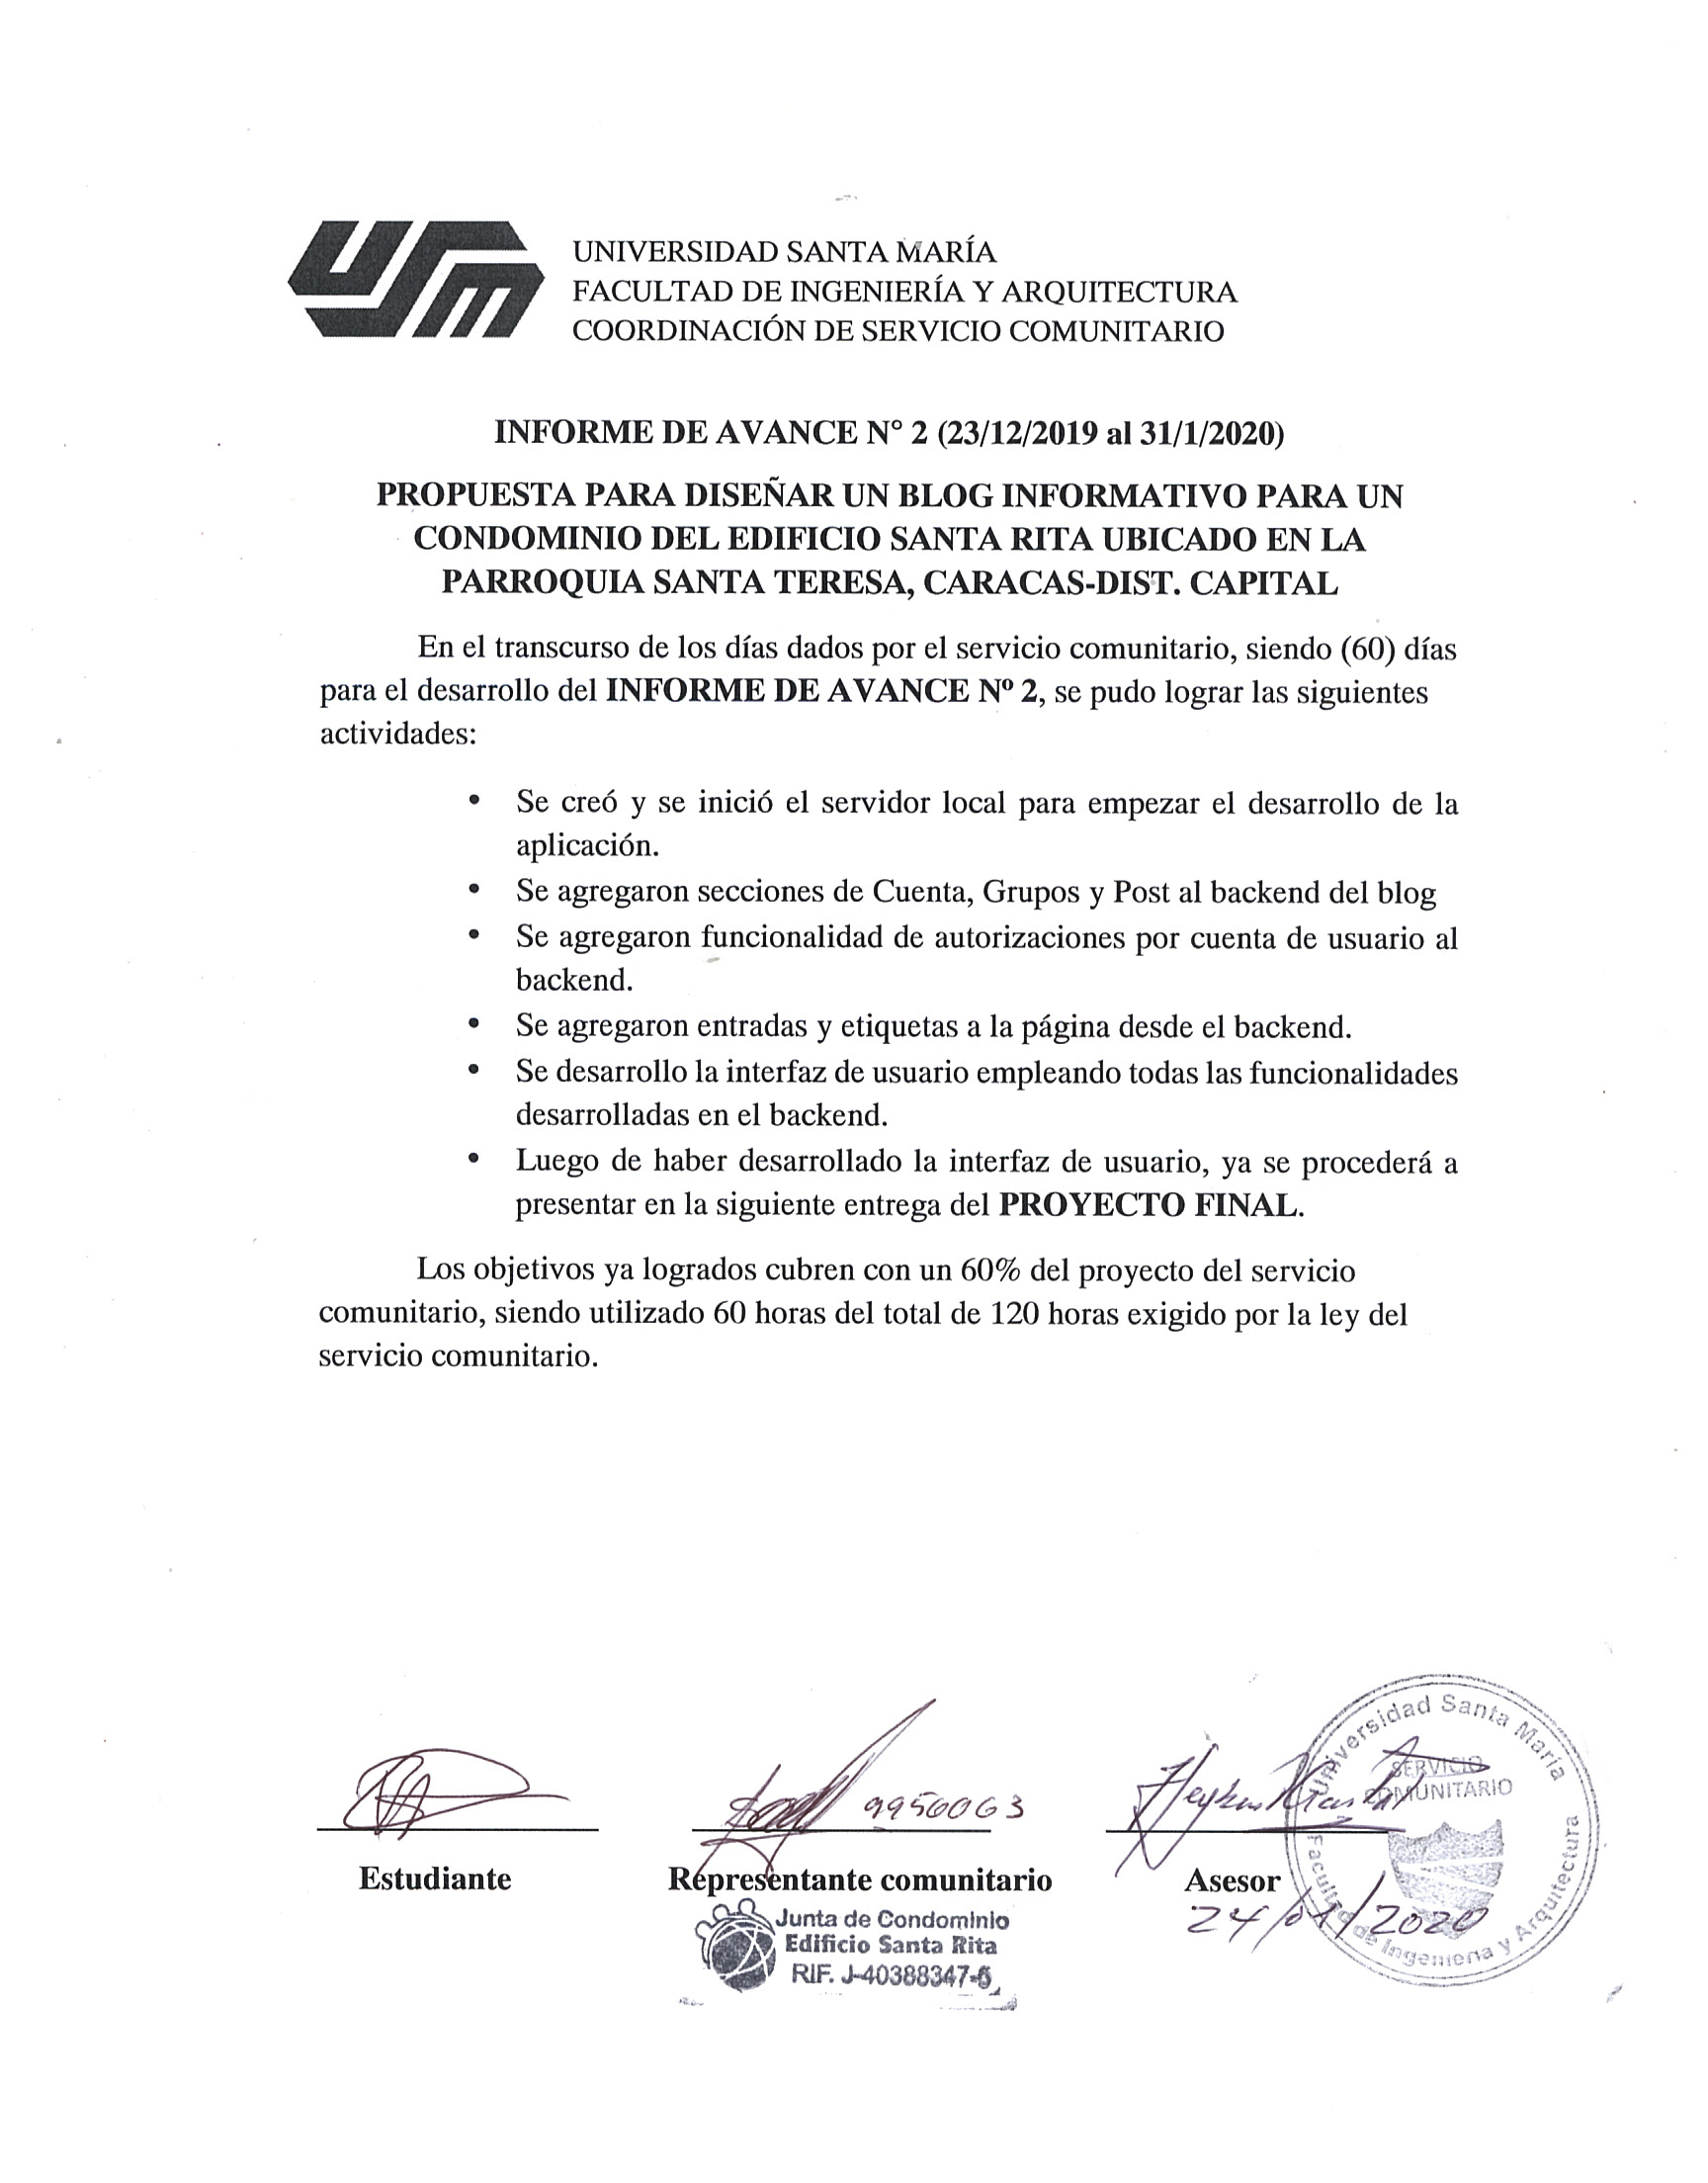 UNIVERSIDAD SANTA MARÍA
FACULTAD DE INGENIERÍA Y ARQUITECTURA
COORDINACIÓN DE SERVICIO COMUNITARIO
INFORME DE AVANCE N° 2 (23/12/2019 al 31/1/2020)
PROPUESTA PARA DISEÑAR UN BLOG INFORMATIVO PARA UN
CONDOMINIO DEL EDIFICIO SANTA RITA UBICADO EN LA
PARROQUIA SANTA TERESA, CARACAS-DIST. CAPITAL
En el transcurso de los días dados por el servicio comunitario, siendo (60) días
para el desarrollo del INFORME DE AVANCE Nº 2, se pudo lograr las siguientes
actividades:
• Se creó y se inició el servidor local para empezar el desarrollo de la
aplicación.
• Se agregaron secciones de Cuenta, Grupos y Post al backend del blog
• Se agregaron funcionalidad de autorizaciones por cuenta de usuario al
backend.
• Se agregaron entradas y etiquetas a la página desde el backend.
• Se desarrollo la interfaz de usuario empleando todas las funcionalidades
desarrolladas en el backend.
• Luego de haber desarrollado la interfaz de usuario, ya se procederá a
presentar en la siguiente entrega del PROYECTO FINAL.
Los objetivos ya logrados cubren con un 60% del proyecto del servicio
comunitario, siendo utilizado 60 horas del total de 120 horas exigido por la ley del
servicio comunitario.
9950063
Estudiante
Representante comunitario
Asesor
24/01/2020
Junta de Condominio
Edificio Santa Rita
RIF. J-40388347-5
Universidad Santa María
SERVICIO
COMUNITARIO
Facultad de Ingeniería y Arquitectura